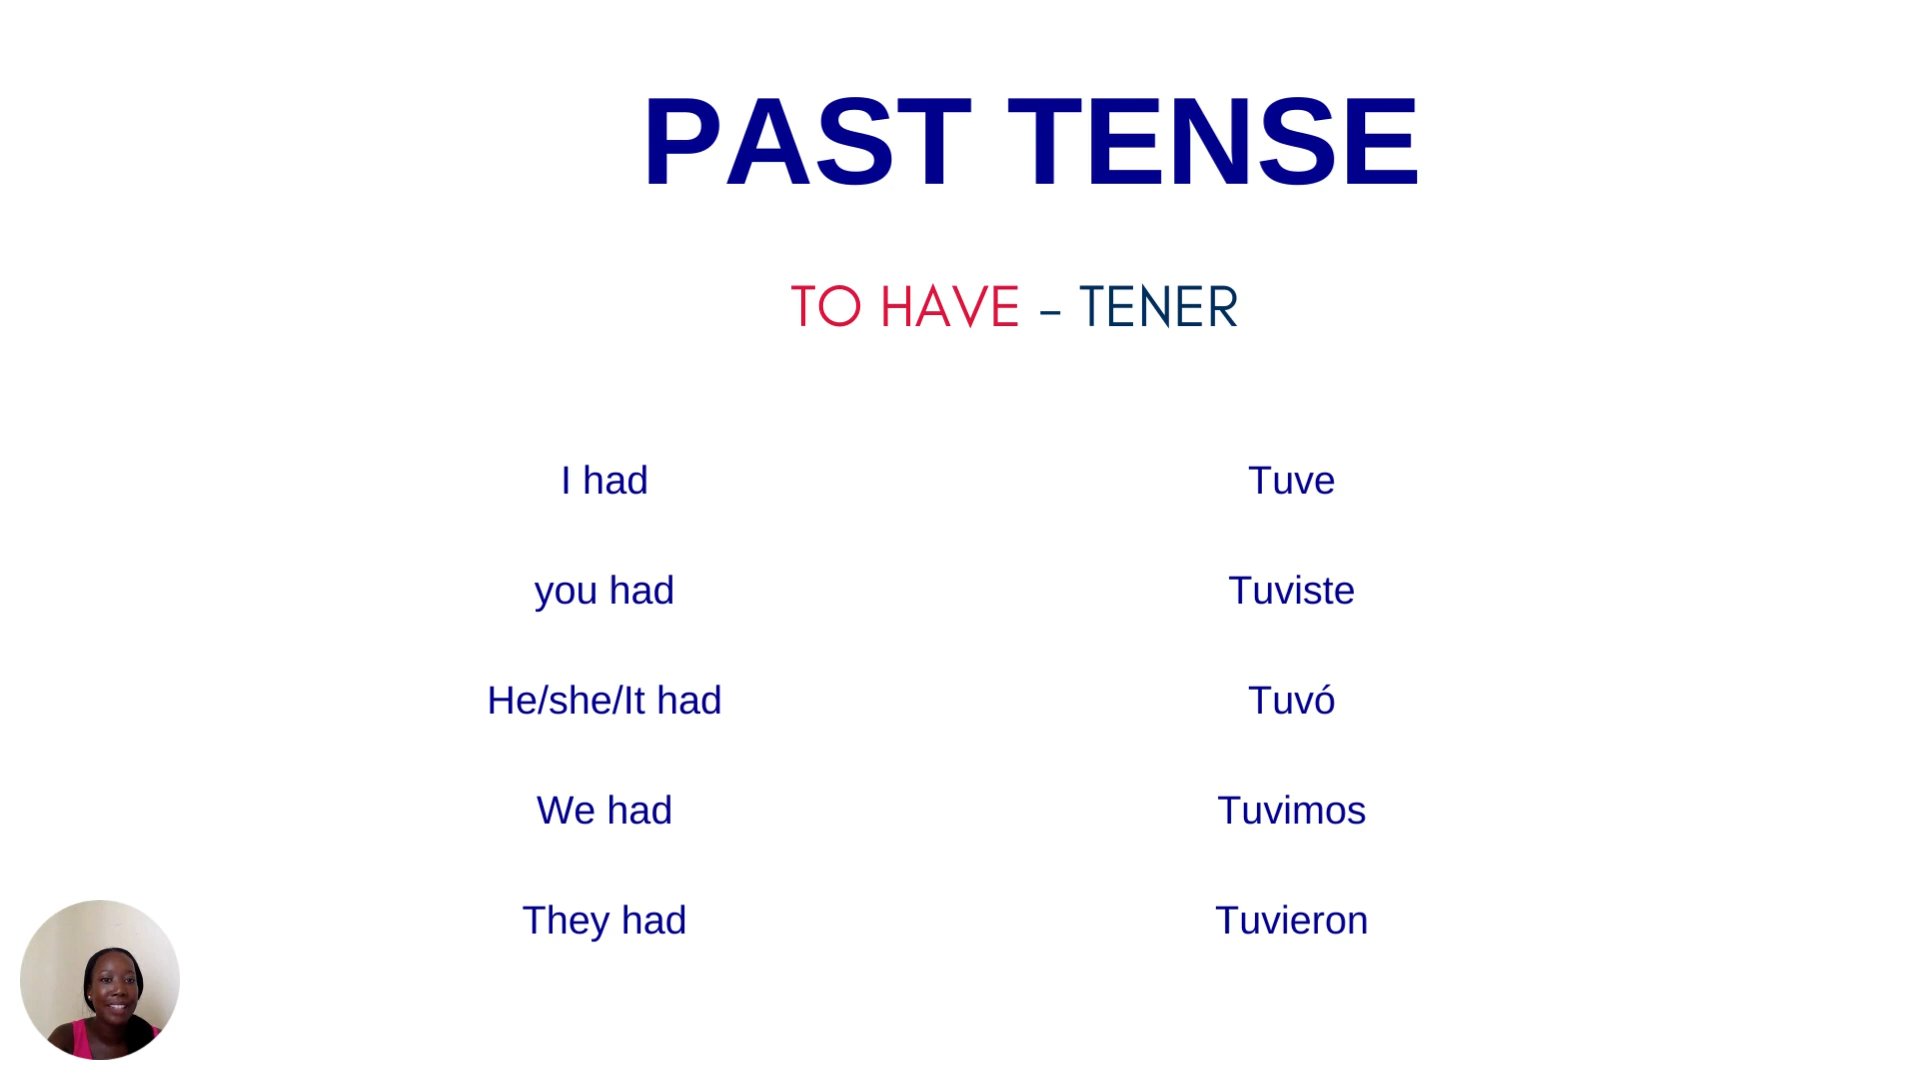 PAST TENSE
TO HAVE – TENER
I had Tuve
you had Tuviste
He/she/It had Tuvó
We had Tuvimos
They had Tuvieron